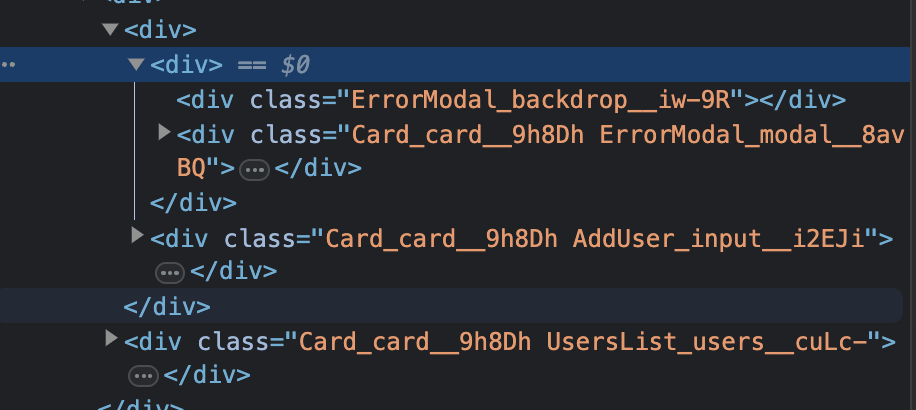 <div>
<div>
<div> == $0
<div class="ErrorModal_backdrop__iw-9R"></div>
<div class="Card_card__9h8Dh ErrorModal_modal__8av
BQ">…</div>
</div>
<div class="Card_card__9h8Dh AddUser_input__i2EJi">
…</div>
</div>
<div class="Card_card__9h8Dh UsersList_users__cuLc-">
…</div>
</div>